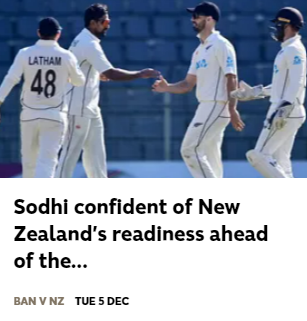 LATHAM
48
Sodhi confident of New
Zealand's readiness ahead
of the...
BAN V NZ TUE 5 DEC